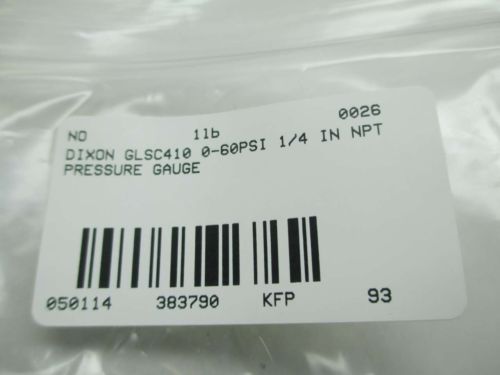 NO 1lb 0026
DIXON GLSC410 0-60PSI 1/4 IN NPT
PRESSURE GAUGE
050114 383790 KFP 93